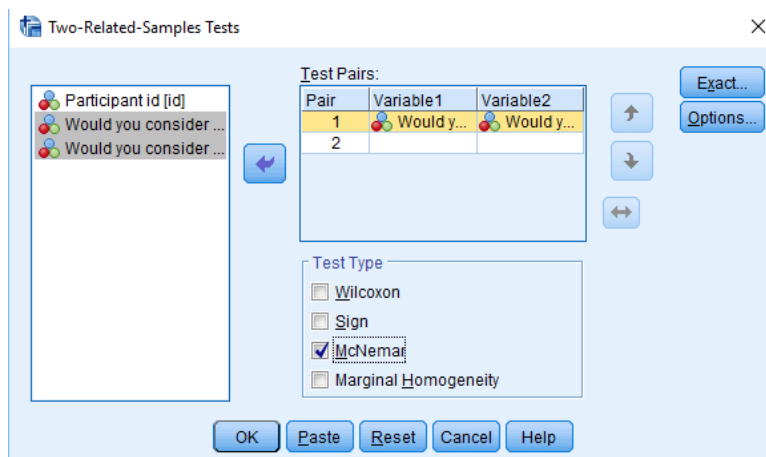 Two-Related-Samples Tests
Participant id [id]
Would you consider ...
Would you consider ...
Test Pairs:
Pair Variable1 Variable2
1 Would y... Would y...
2
Exact...
Options...
Test Type
Wilcoxon
Sign
McNemar
Marginal Homogeneity
OK Paste Reset Cancel Help